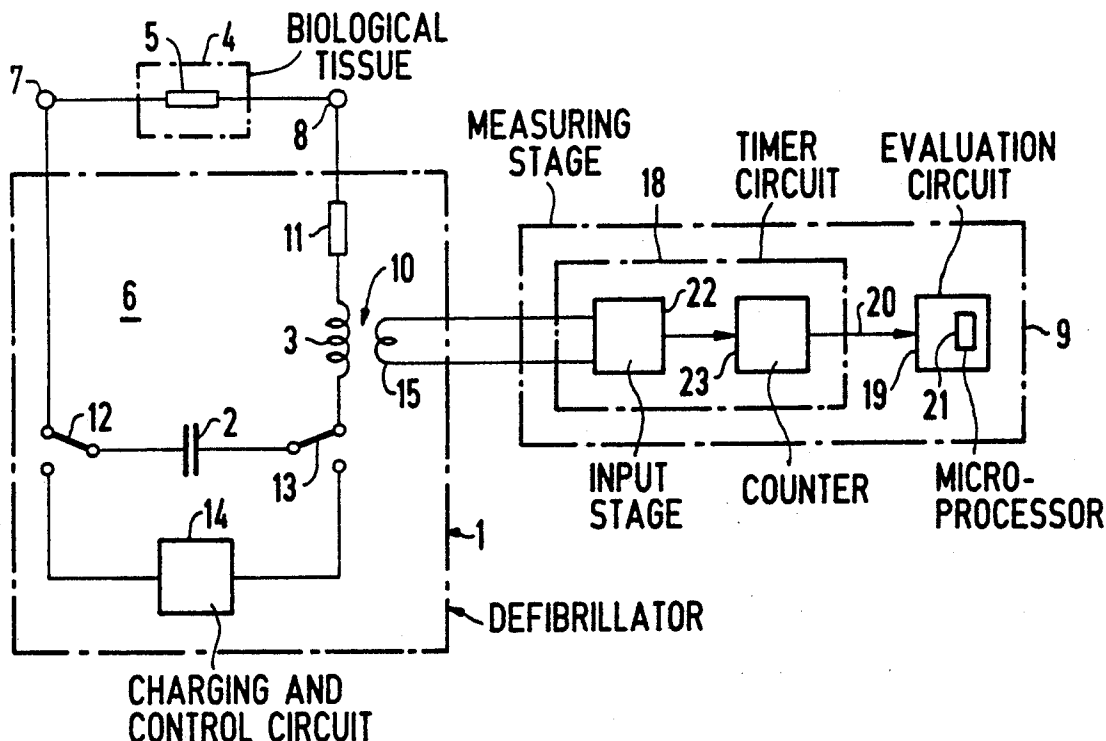 5
4
BIOLOGICAL
TISSUE
7
8
MEASURING
STAGE
TIMER
CIRCUIT
EVALUATION
CIRCUIT
18
11
10
6
3
15
22
23
20
19
21
9
12
2
13
INPUT
STAGE
COUNTER
MICRO-
PROCESSOR
14
1
DEFIBRILLATOR
CHARGING AND
CONTROL CIRCUIT